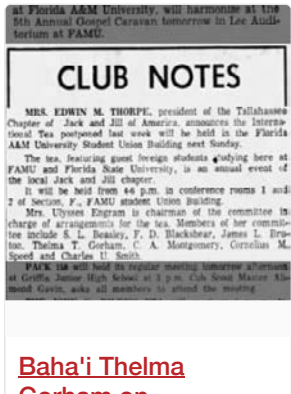 at Florida A&M University, will harmonize at the
5th Annual Gospel Caravan tomorrow in Lee Audi-
torium at FAMU.
CLUB NOTES
MRS. EDWIN M. THORPE, president of the Tallahassee
Chapter of Jack and Jill of America, announces the Interna-
tional Tea postponed last week will be held in the Florida
A&M University Student Union Building next Sunday.
The tea, featuring guest foreign students studying here at
FAMU and Florida State University, is an annual event of
the local Jack and Jill chapter.
It will be held from 4-6 p.m. in conference rooms 1 and
2 of Section, F., FAMU student Union Building.
Mrs. Ulysses Engram is chairman of the committee in
charge of arrangements for the tea. Members of her commit-
tee include S. L. Beasley, F. D. Blackshear, James L. Bru-
ton, Thelma T. Gorham, C. A. Montgomery, Cornelius M.
Speed and Charles U. Smith.
PACK 158 will hold its regular meeting tomorrow afternoon
at Griffin Junior High School at 3 p.m. Cub Scout Master
Gavin, asks all members to attend the meeting.
Baha'i Thelma
Gorham on